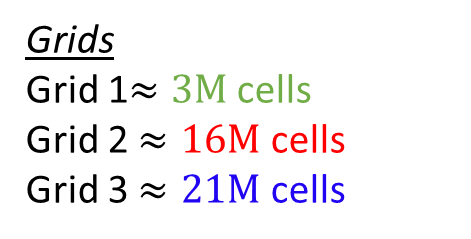 Grids
Grid 1≈ 3M cells
Grid 2 ≈ 16M cells
Grid 3 ≈ 21M cells